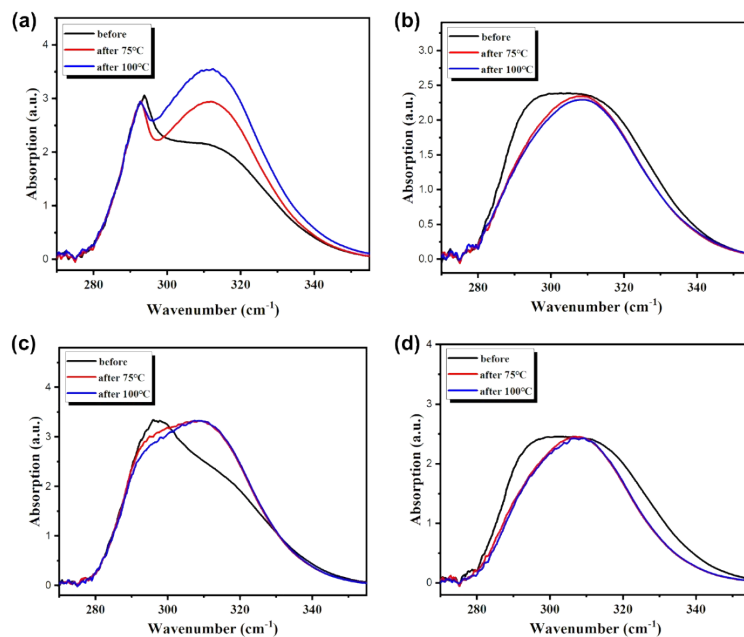 (a)
before
after 75°C
after 100°C
Absorption (a.u.)
4
3
2
1
0
280 300 320 340
Wavenumber (cm-1)
(b)
before
after 75°C
after 100°C
Absorption (a.u.)
3.0
2.5
2.0
1.5
1.0
0.5
0.0
280 300 320 340
Wavenumber (cm-1)
(c)
before
after 75°C
after 100°C
Absorption (a.u.)
4
3
2
1
0
280 300 320 340
Wavenumber (cm-1)
(d)
before
after 75°C
after 100°C
Absorption (a.u.)
4
3
2
1
0
280 300 320 340
Wavenumber (cm-1)